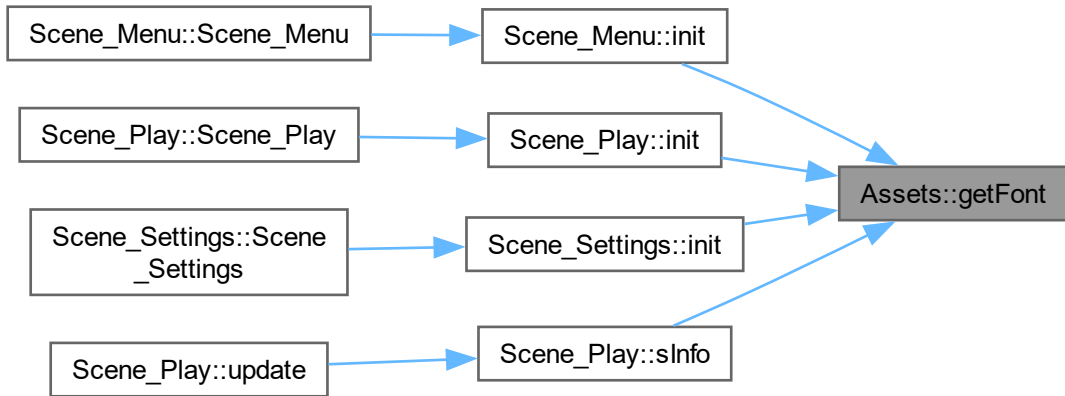 Scene_Menu::Scene_Menu
Scene_Menu::init
Scene_Play::Scene_Play
Scene_Play::init
Assets::getFont
Scene_Settings::Scene
_Settings
Scene_Settings::init
Scene_Play::update
Scene_Play::sInfo